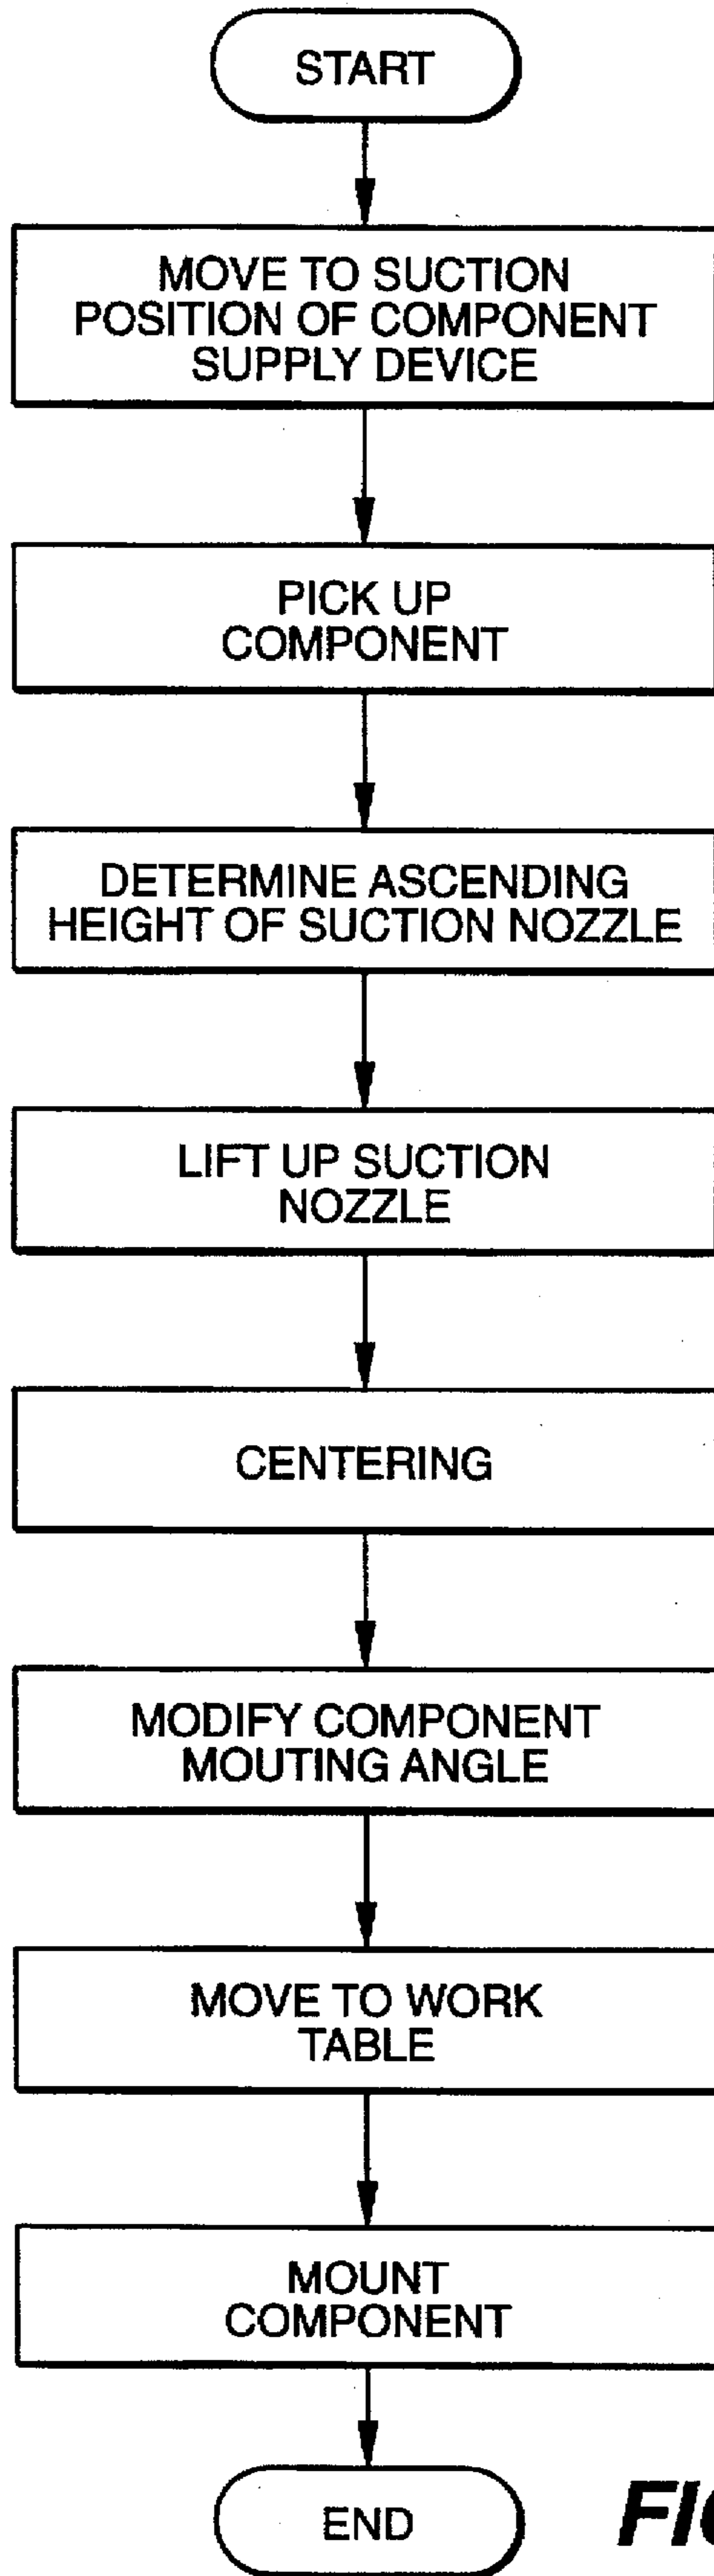 START
MOVE TO SUCTION
POSITION OF COMPONENT
SUPPLY DEVICE
PICK UP
COMPONENT
DETERMINE ASCENDING
HEIGHT OF SUCTION NOZZLE
LIFT UP SUCTION
NOZZLE
CENTERING
MODIFY COMPONENT
MOUTING ANGLE
MOVE TO WORK
TABLE
MOUNT
COMPONENT
END